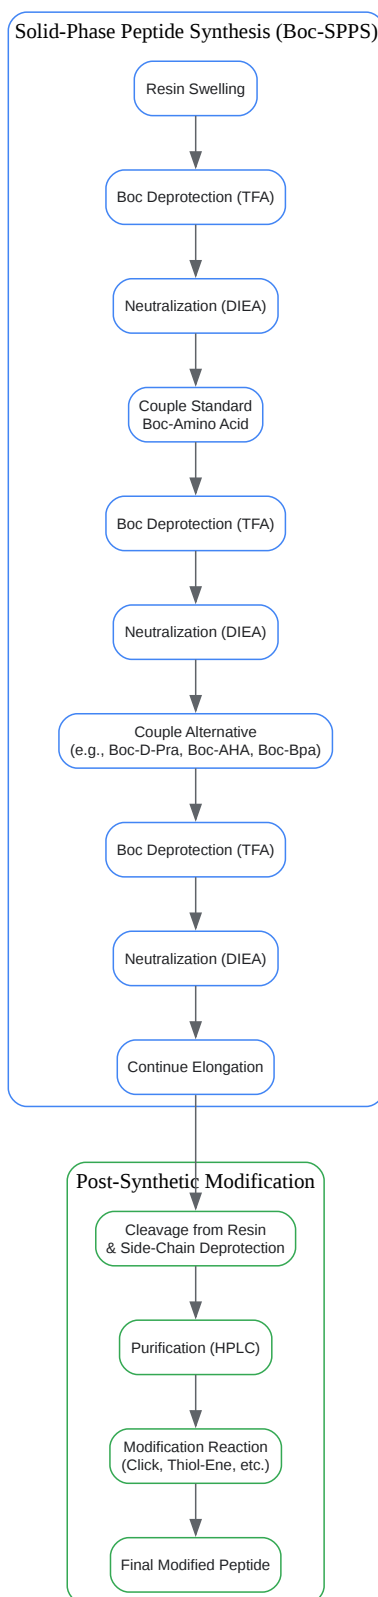 Solid-Phase Peptide Synthesis (Boc-SPPS)
Resin Swelling
Boc Deprotection (TFA)
Neutralization (DIEA)
Couple Standard
Boc-Amino Acid
Boc Deprotection (TFA)
Neutralization (DIEA)
Couple Alternative
(e.g., Boc-D-Pra, Boc-AHA, Boc-Bpa)
Boc Deprotection (TFA)
Neutralization (DIEA)
Continue Elongation
Post-Synthetic Modification
Cleavage from Resin
& Side-Chain Deprotection
Purification (HPLC)
Modification Reaction
(Click, Thiol-Ene, etc.)
Final Modified Peptide